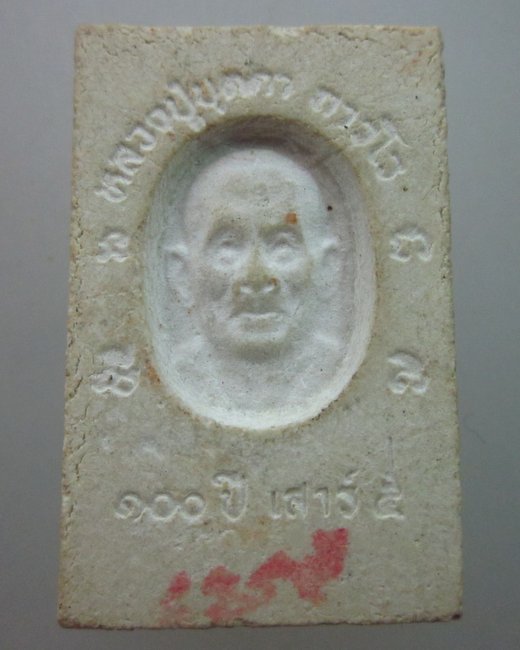 หลวงปู่บุดดา ถาวโร
๑๐๐ ปี เสาร์ ๕